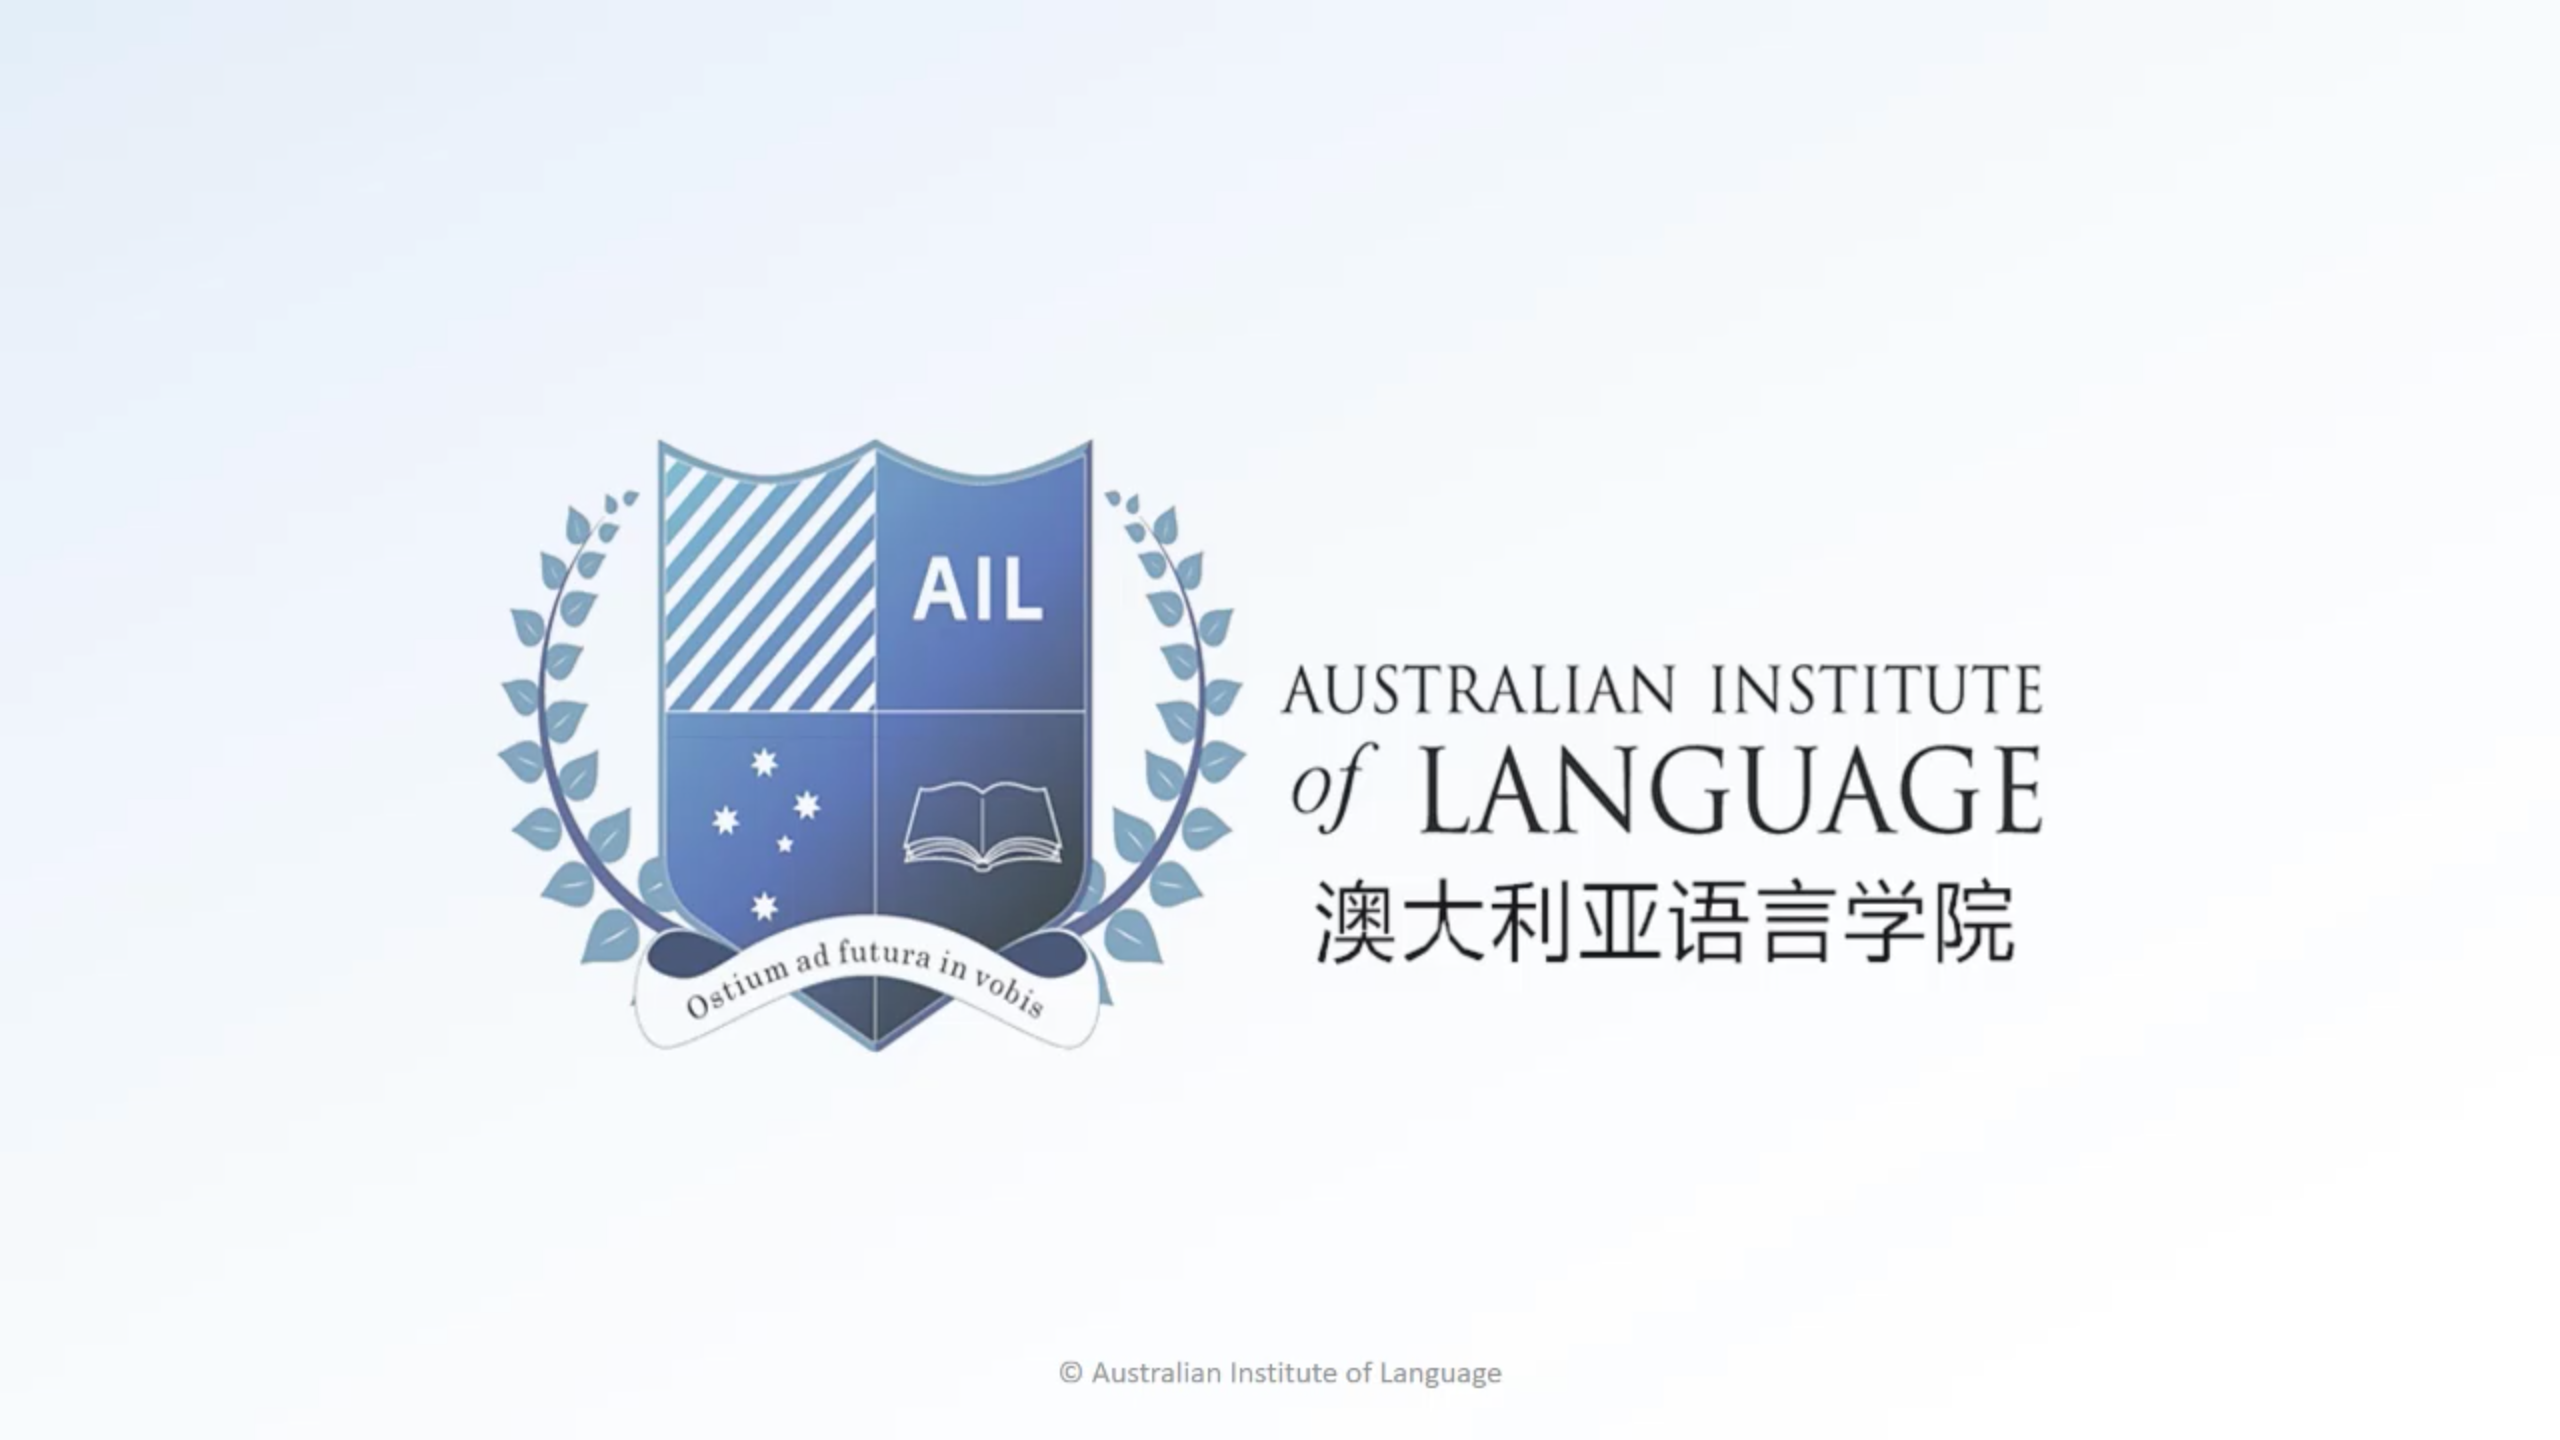 AIL
Ostium ad futura in vobis
AUSTRALIAN INSTITUTE
of LANGUAGE
澳大利亚语言学院
© Australian Institute of Language